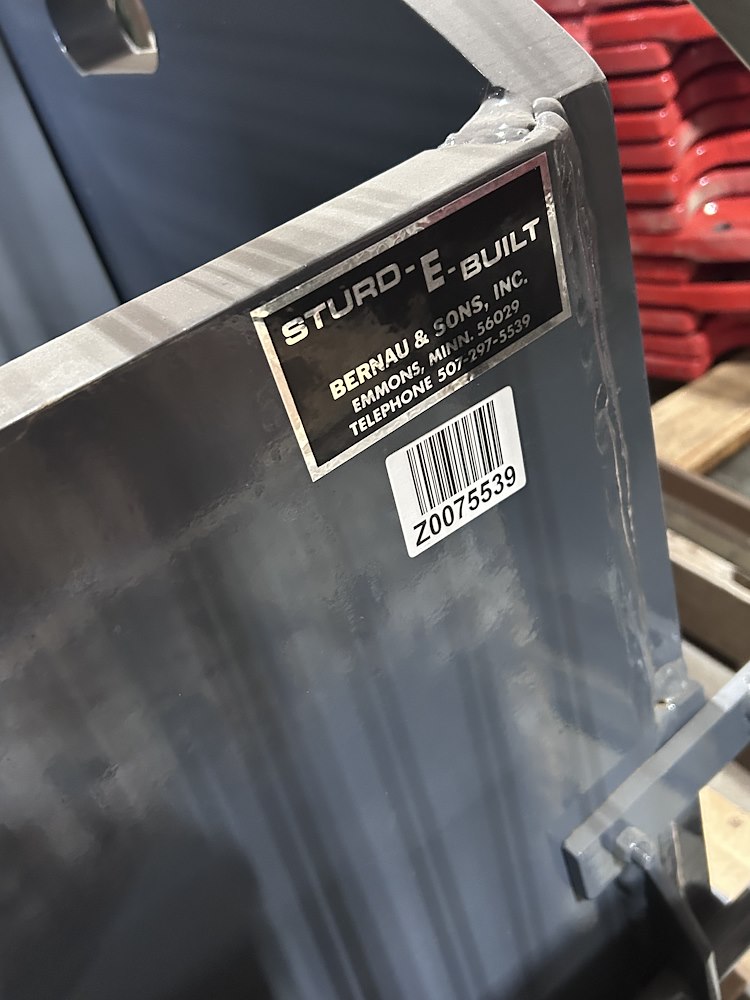 STURD-E-BUILT
BERNAU & SONS, INC.
EMMONS, MINN. 56029
TELEPHONE 507-297-5539
Z0075539